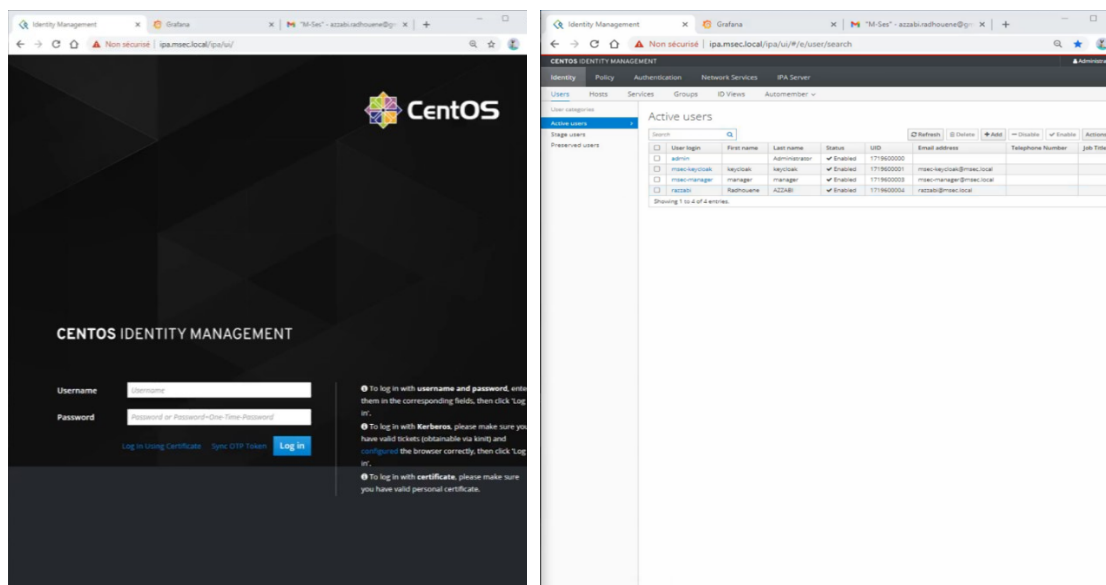 Identity Management
Grafana
"M-Ses" - azzabi.radhouene@g
Non sécurisé | ipa.msec.local/ipa/ui/
CentOS
CENTOS IDENTITY MANAGEMENT
Username
Username
Password
Password or Password+One-Time-Password
Log In Using Certificate Sync OTP Token Log in
To log in with username and password, ente
them in the corresponding fields, then click 'Log
in'.
To log in with Kerberos, please make sure you
have valid tickets (obtainable via kinit) and
configured the browser correctly, then click 'Log
in'.
To log in with certificate, please make sure
you have valid personal certificate.
Identity Management
Grafana
"M-Ses" - azzabi.radhouene@g
Non sécurisé | ipa.msec.local/ipa/ui/#/e/user/search
CENTOS IDENTITY MANAGEMENT
Administra
Identity Policy Authentication Network Services IPA Server
Users Hosts Services Groups ID Views Automember
User categories
Active users
Stage users
Preserved users
Active users
Search
Refresh Delete Add Disable Enable Actions
User login First name Last name Status UID Email address Telephone Number Job Title
admin Administrator Enabled 1719600000
msec-keycloak keycloak keycloak Enabled 1719600001 msec-keycloak@msec.local
msec-manager manager manager Enabled 1719600003 msec-manager@msec.local
razzabi Radhouene AZZABI Enabled 1719600004 razzabi@msec.local
Showing 1 to 4 of 4 entries.